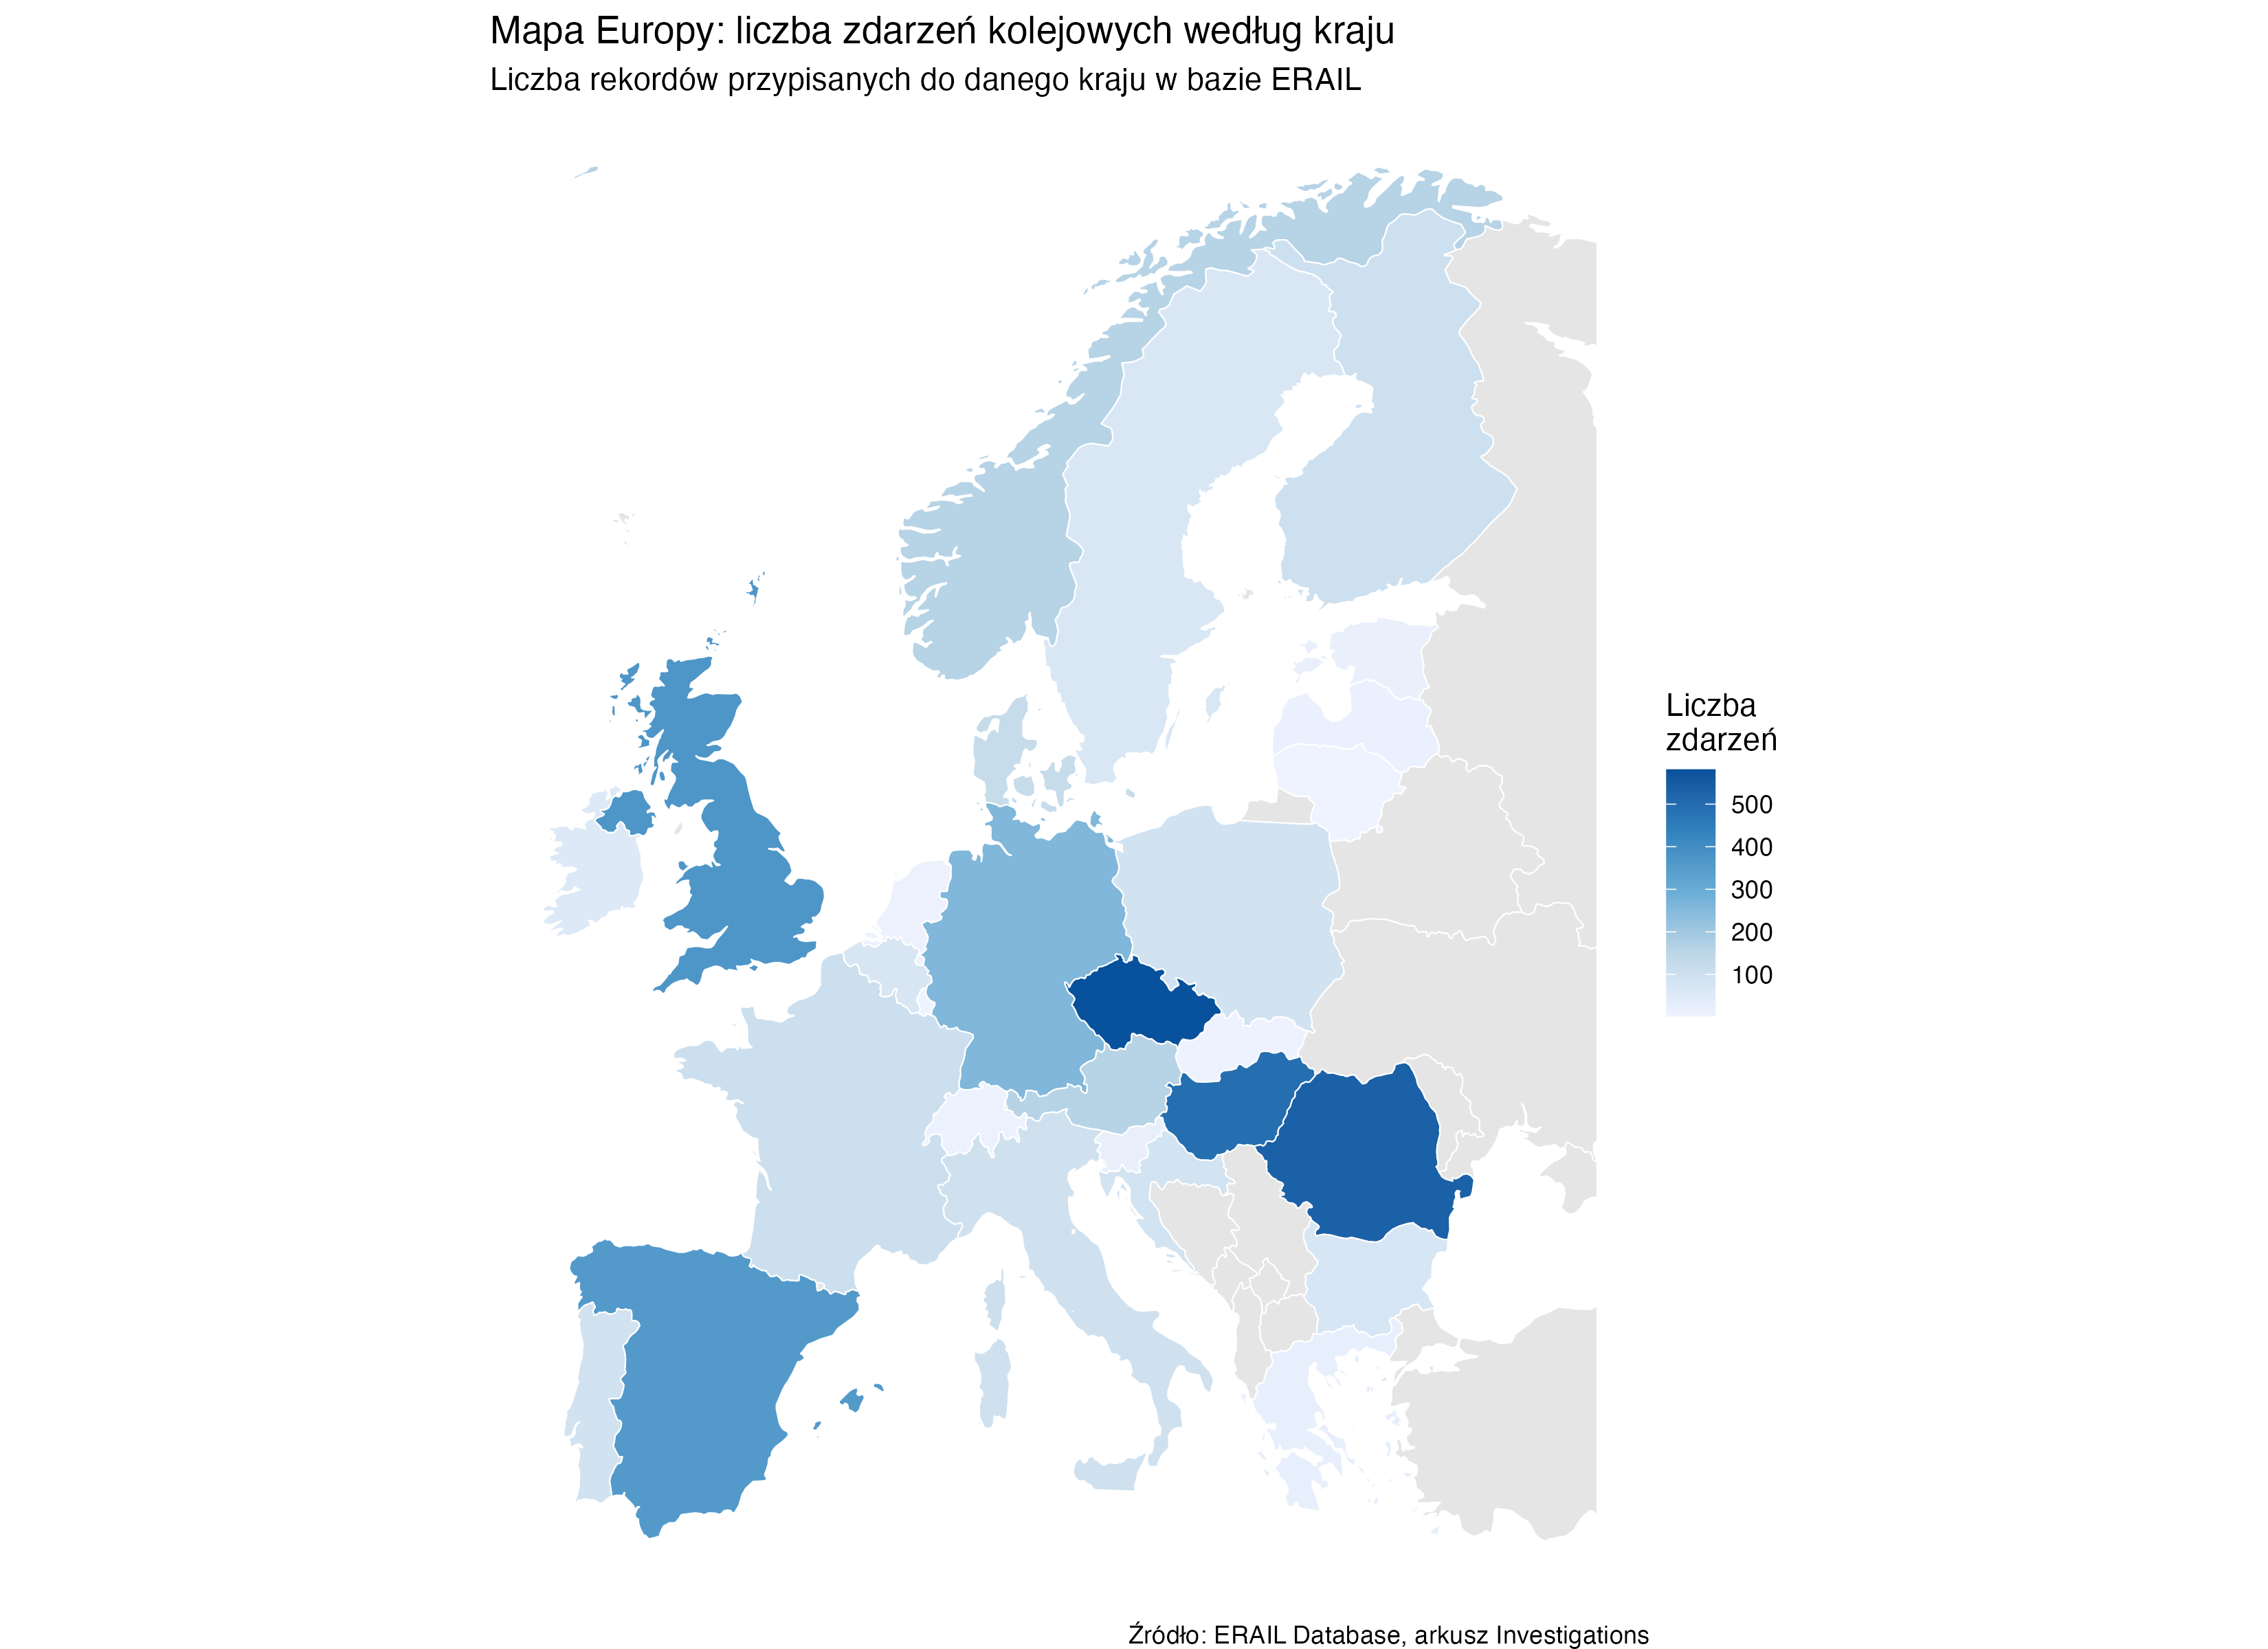 Mapa Europy: liczba zdarzeń kolejowych według kraju
Liczba rekordów przypisanych do danego kraju w bazie ERAIL
Liczba
zdarzeń
500
400
300
200
100
Źródło: ERAIL Database, arkusz Investigations